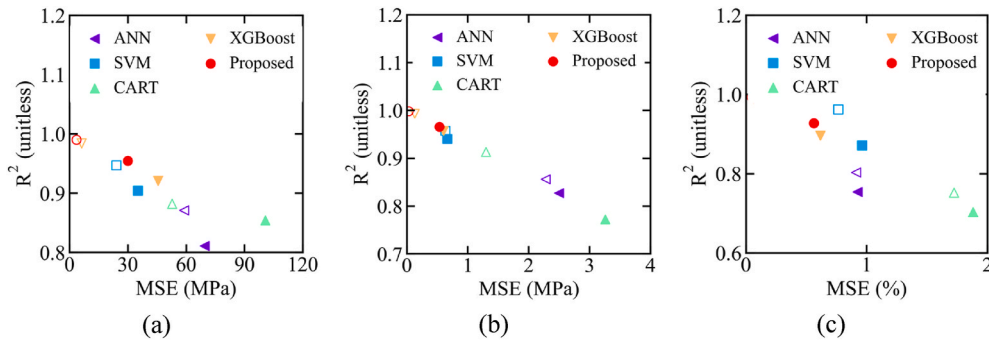 1.2
1.1
1.0
0.9
0.8
R² (unitless)
ANN
SVM
CART
XGBoost
Proposed
0 30 60 90 120
MSE (MPa)
(a)
1.2
1.1
1.0
0.9
0.8
0.7
R² (unitless)
ANN
SVM
CART
XGBoost
Proposed
0 1 2 3 4
MSE (MPa)
(b)
1.2
1.0
0.8
0.6
R² (unitless)
ANN
SVM
CART
XGBoost
Proposed
0 1 2
MSE (%)
(c)